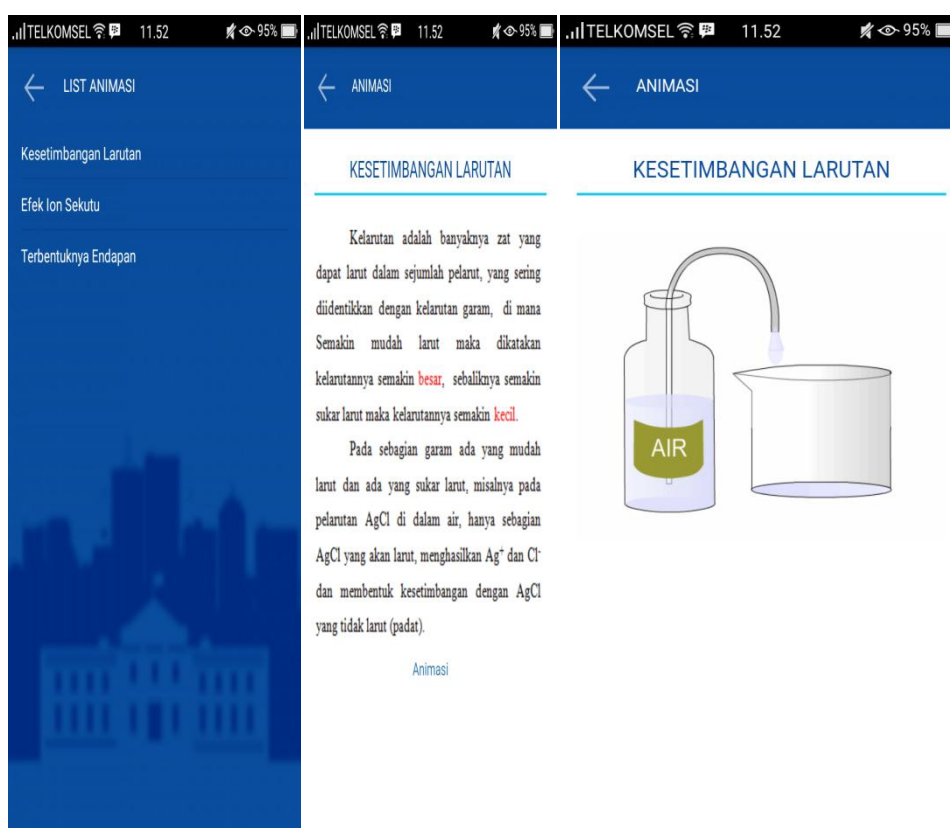 TELKOMSEL 11.52 95%
LIST ANIMASI
Kesetimbangan Larutan
Efek Ion Sekutu
Terbentuknya Endapan
TELKOMSEL 11.52 95%
ANIMASI
KESETIMBANGAN LARUTAN
Kelarutan adalah banyaknya zat yang
dapat larut dalam sejumlah pelarut, yang sering
diidentikkan dengan kelarutan garam, di mana
Semakin mudah larut maka dikatakan
kelarutannya semakin besar, sebaliknya semakin
sukar larut maka kelarutannya semakin kecil.
Pada sebagian garam ada yang mudah
larut dan ada yang sukar larut, misalnya pada
pelarutan AgCl di dalam air, hanya sebagian
AgCl yang akan larut, menghasilkan Ag⁺ dan Cl⁻
dan membentuk kesetimbangan dengan AgCl
yang tidak larut (padat).
Animasi
TELKOMSEL 11.52 95%
ANIMASI
KESETIMBANGAN LARUTAN
AIR